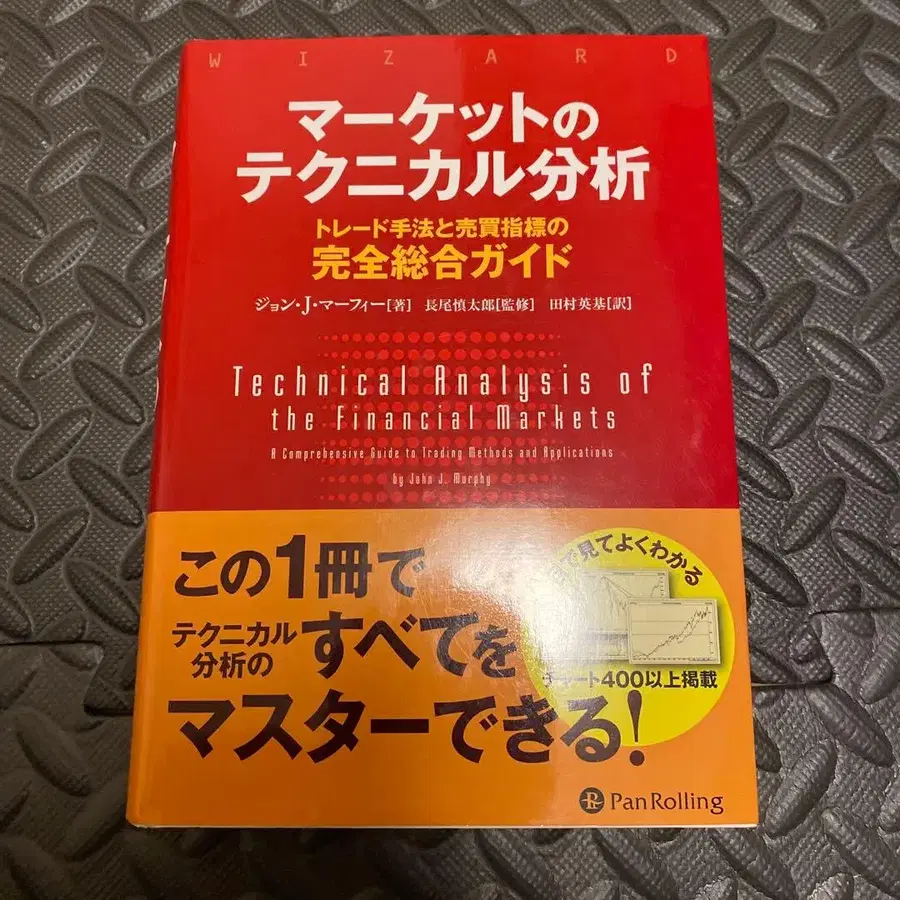 WIZARD
マーケットの
テクニカル分析
トレード手法と売買指標の
完全総合ガイド
ジョン・J・マーフィー[著] 長尾慎太郎[監修] 田村英基[訳]
Technical Analysis of
the Financial Markets
A Comprehensive Guide to Trading Methods and Applications
by John J. Murphy
この1冊で
テクニカル
分析の
すべてを
マスターできる!
で見てよくわかる
チャート400以上掲載
PanRolling